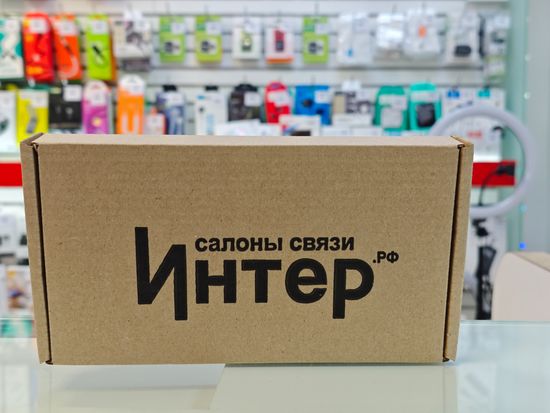 салоны связи
Интер.РФ